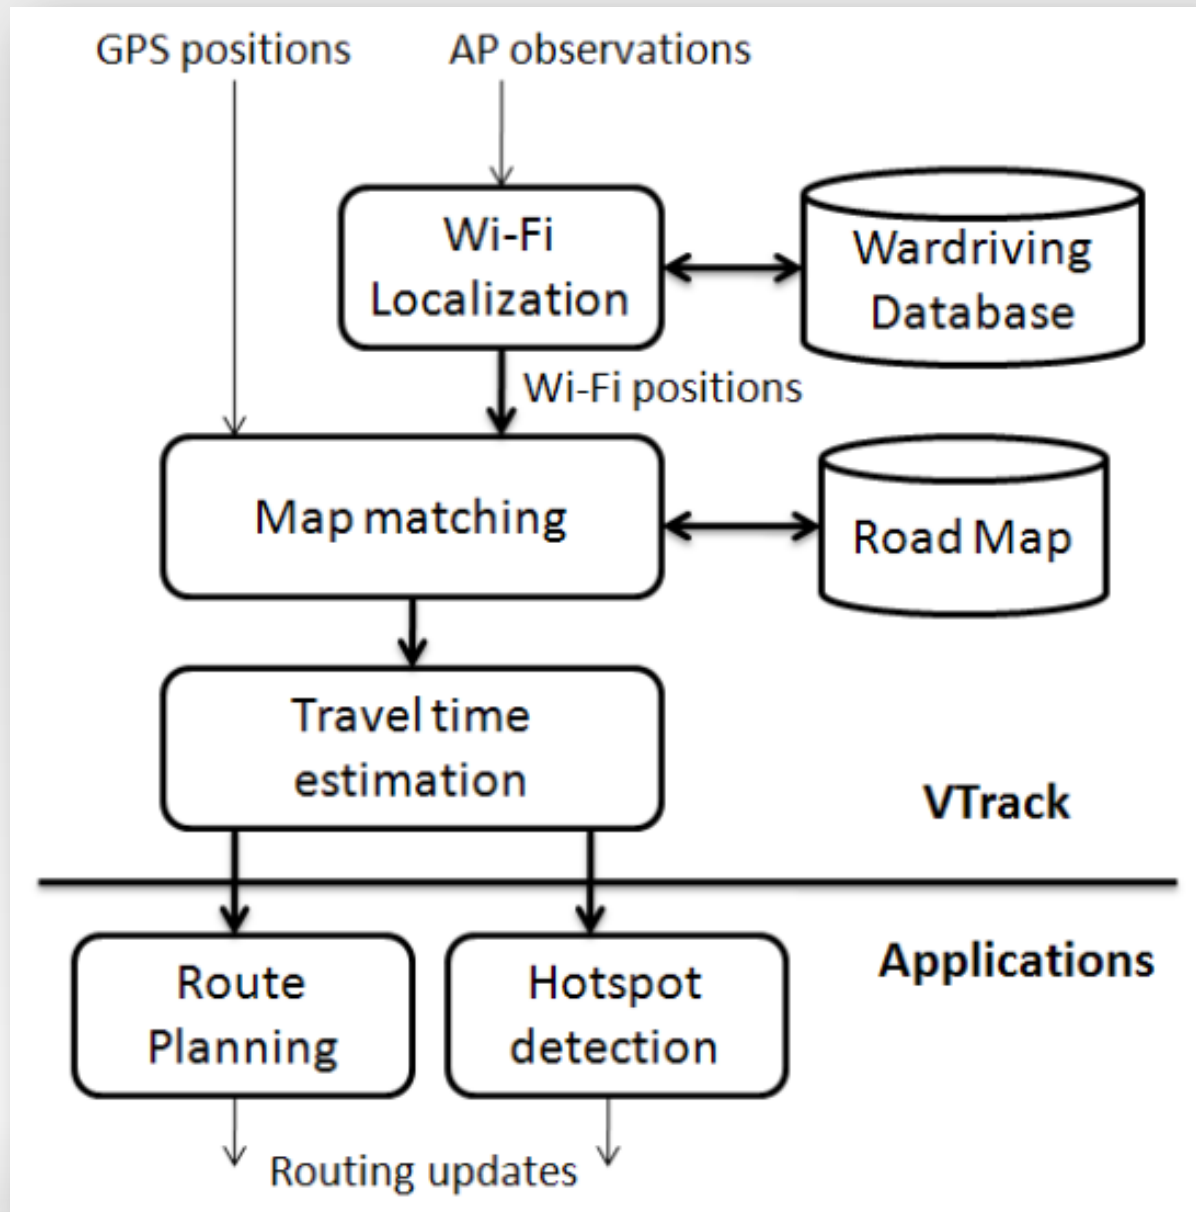 GPS positions
AP observations
Wi-Fi
Localization
Wardriving
Database
Wi-Fi positions
Map matching
Road Map
Travel time
estimation
VTrack
Applications
Route
Planning
Hotspot
detection
Routing updates